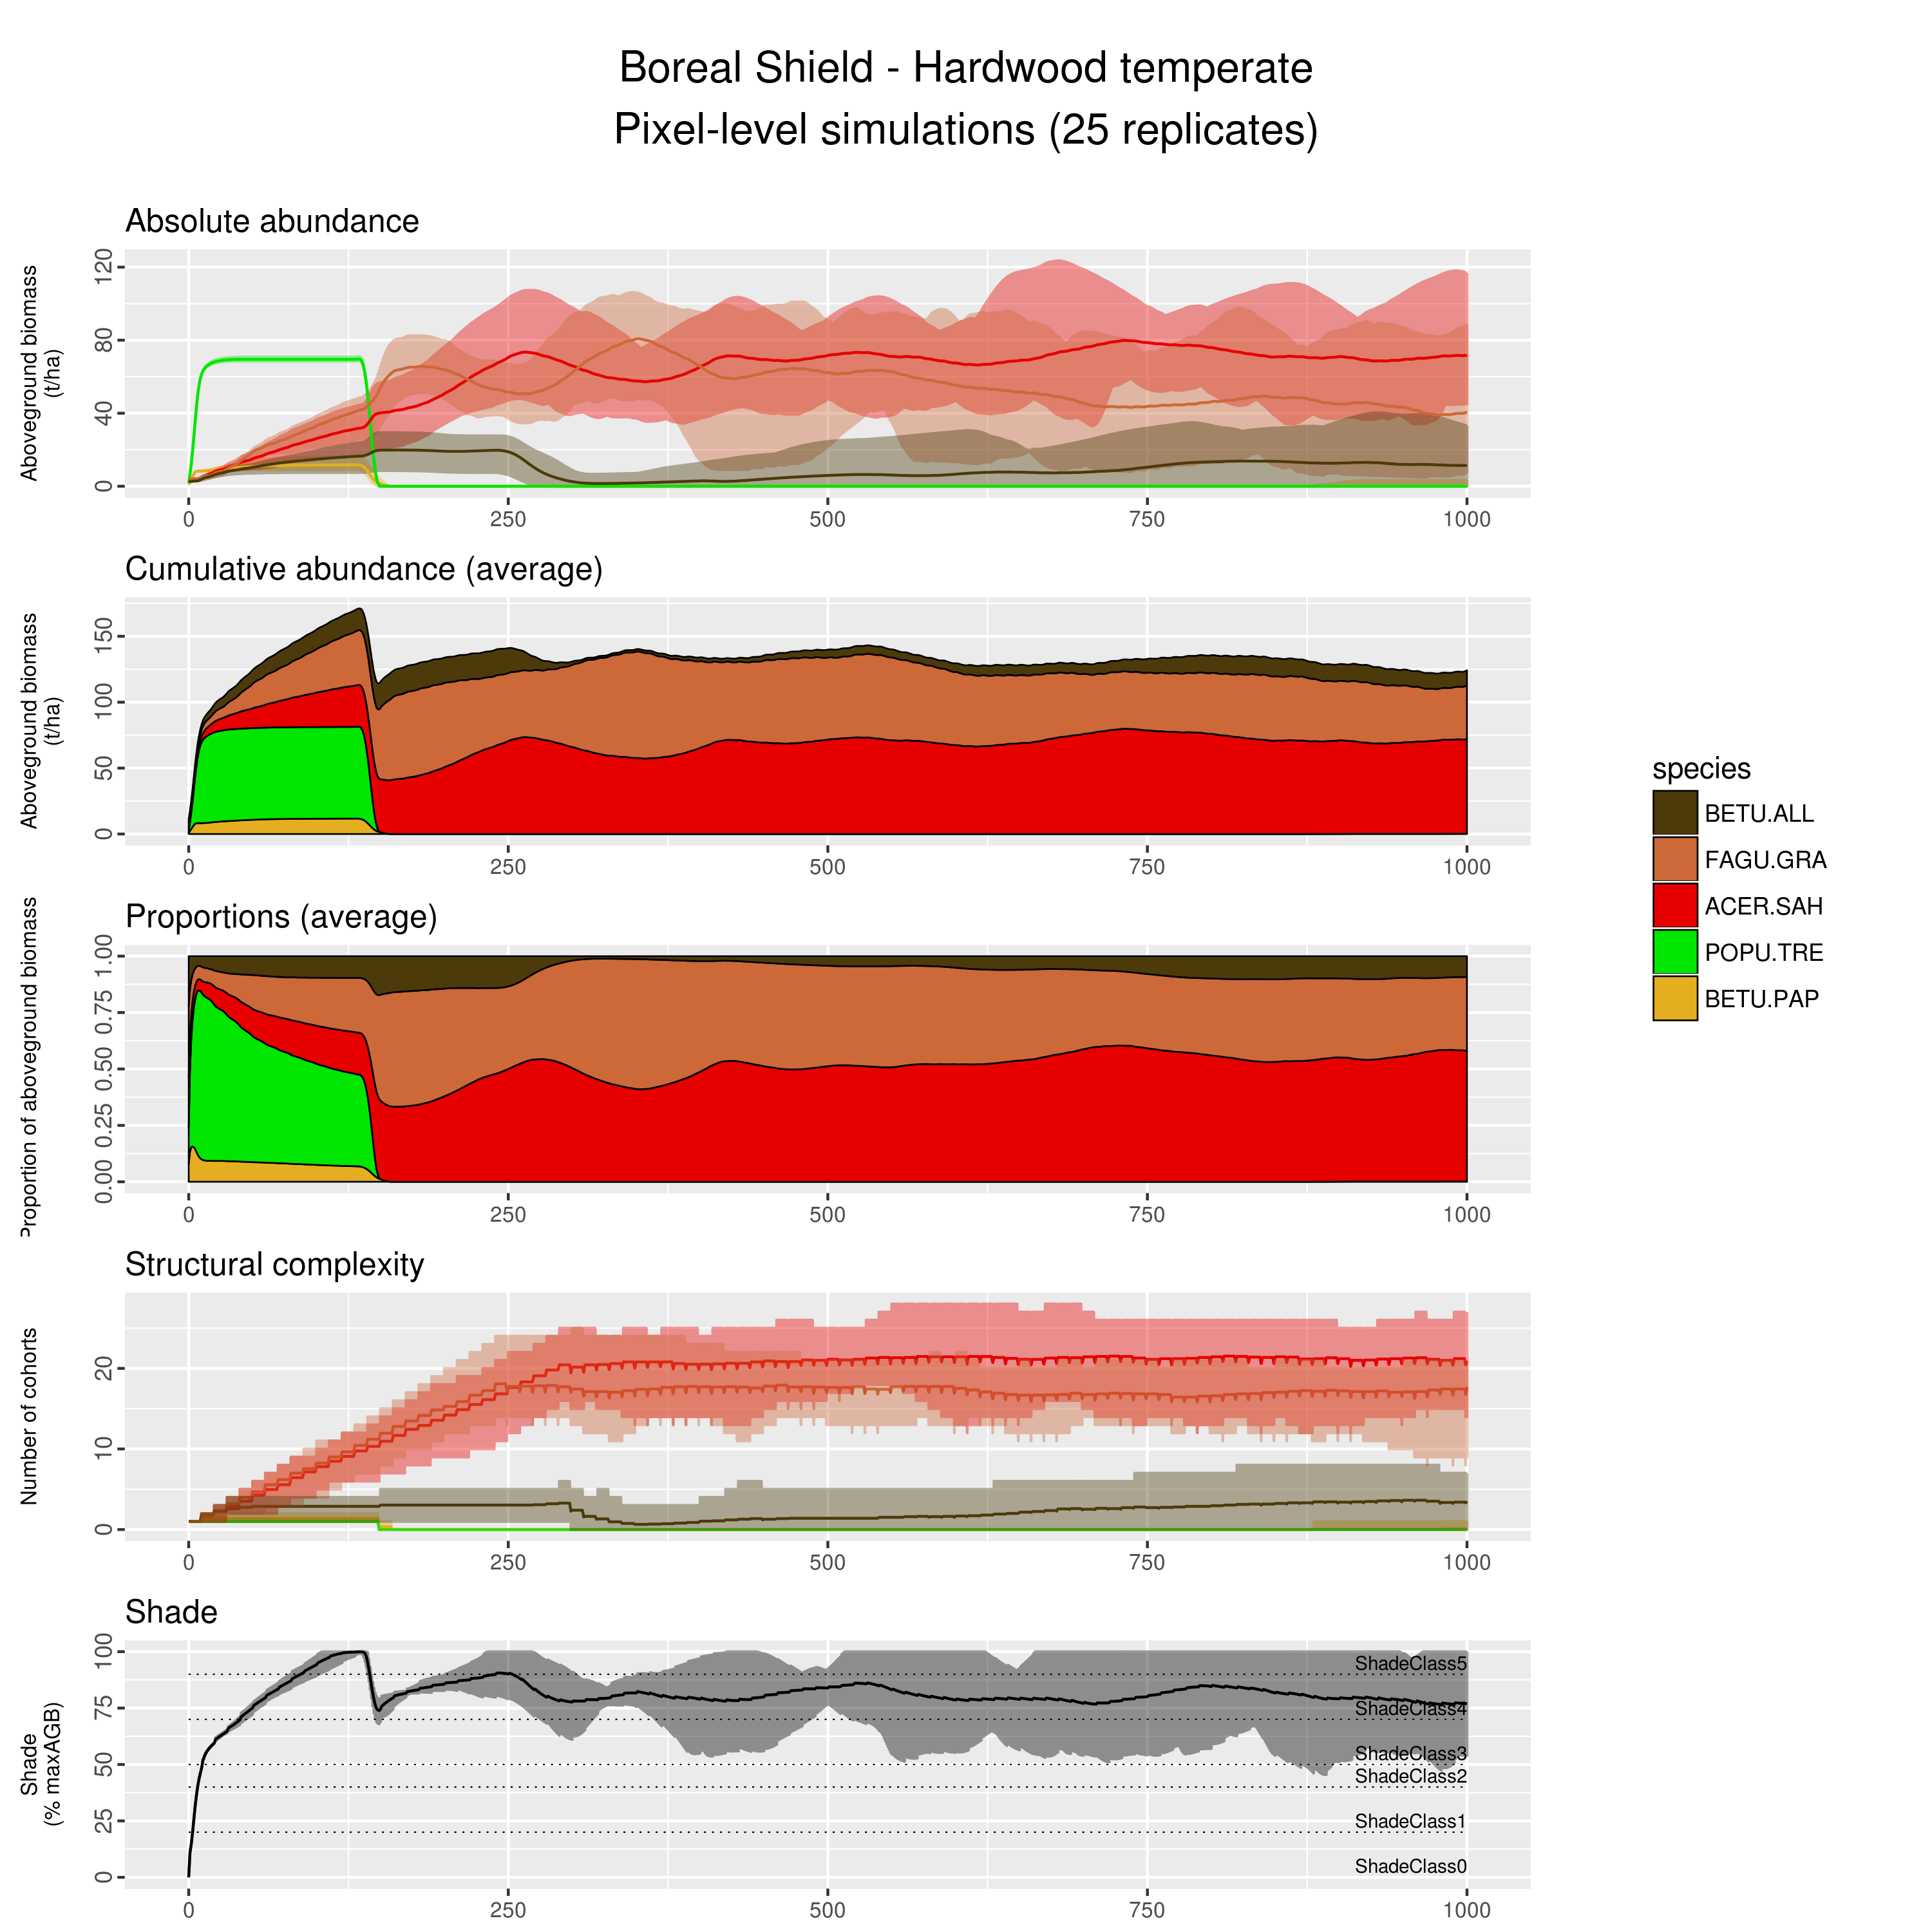 Boreal Shield - Hardwood temperate
Pixel-level simulations (25 replicates)
Absolute abundance
Aboveground biomass
(t/ha)
120
80
40
0
0 250 500 750 1000
Cumulative abundance (average)
Aboveground biomass
(t/ha)
150
100
50
0
0 250 500 750 1000
species
BETU.ALL
FAGU.GRA
ACER.SAH
POPU.TRE
BETU.PAP
Proportions (average)
Proportion of aboveground biomass
1.00
0.75
0.50
0.25
0.00
0 250 500 750 1000
Structural complexity
Number of cohorts
20
10
0
0 250 500 750 1000
Shade
Shade
(% maxAGB)
100
75
50
25
0
ShadeClass5
ShadeClass4
ShadeClass3
ShadeClass2
ShadeClass1
ShadeClass0
0 250 500 750 1000